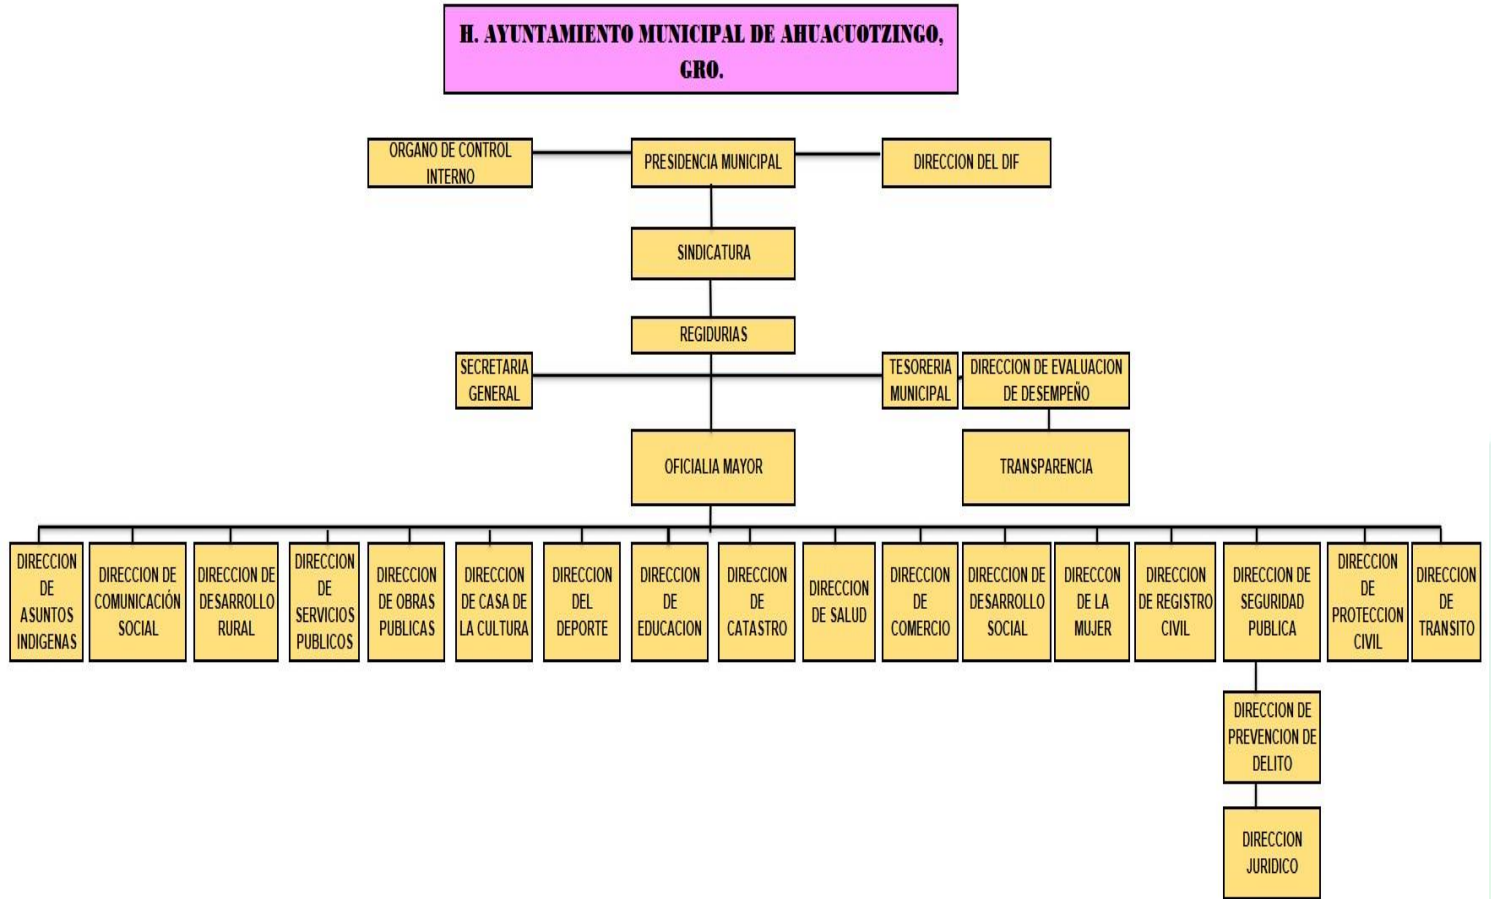 H. AYUNTAMIENTO MUNICIPAL DE AHUACUOTZINGO,
GRO.
ORGANO DE CONTROL
INTERNO
PRESIDENCIA MUNICIPAL
DIRECCION DEL DIF
SINDICATURA
REGIDURIAS
SECRETARIA
GENERAL
TESORERIA
MUNICIPAL
DIRECCION DE EVALUACION
DE DESEMPEÑO
OFICIALIA MAYOR
TRANSPARENCIA
DIRECCION
DE
ASUNTOS
INDIGENAS
DIRECCION DE
COMUNICACIÓN
SOCIAL
DIRECCION DE
DESARROLLO
RURAL
DIRECCION
DE
SERVICIOS
PUBLICOS
DIRECCION
DE OBRAS
PUBLICAS
DIRECCION
DE CASA DE
LA CULTURA
DIRECCION
DEL
DEPORTE
DIRECCION
DE
EDUCACION
DIRECCION
DE
CATASTRO
DIRECCION
DE SALUD
DIRECCION
DE
COMERCIO
DIRECCION DE
DESARROLLO
SOCIAL
DIRECCON
DE LA
MUJER
DIRECCION
DE REGISTRO
CIVIL
DIRECCION DE
SEGURIDAD
PUBLICA
DIRECCION
DE
PROTECCION
CIVIL
DIRECCION
DE
TRANSITO
DIRECCION DE
PREVENCION DE
DELITO
DIRECCION
JURIDICO